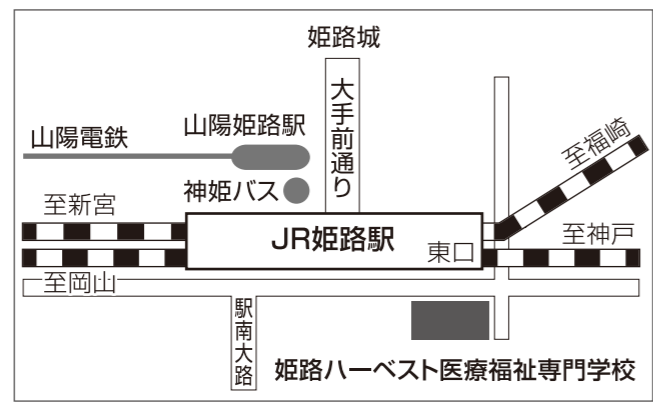 姫路城
大手前通り
山陽電鉄
山陽姫路駅
至福崎
神姫バス
至新宮
JR姫路駅
東口
至神戸
至岡山
駅南大路
姫路ハーベスト医療福祉専門学校